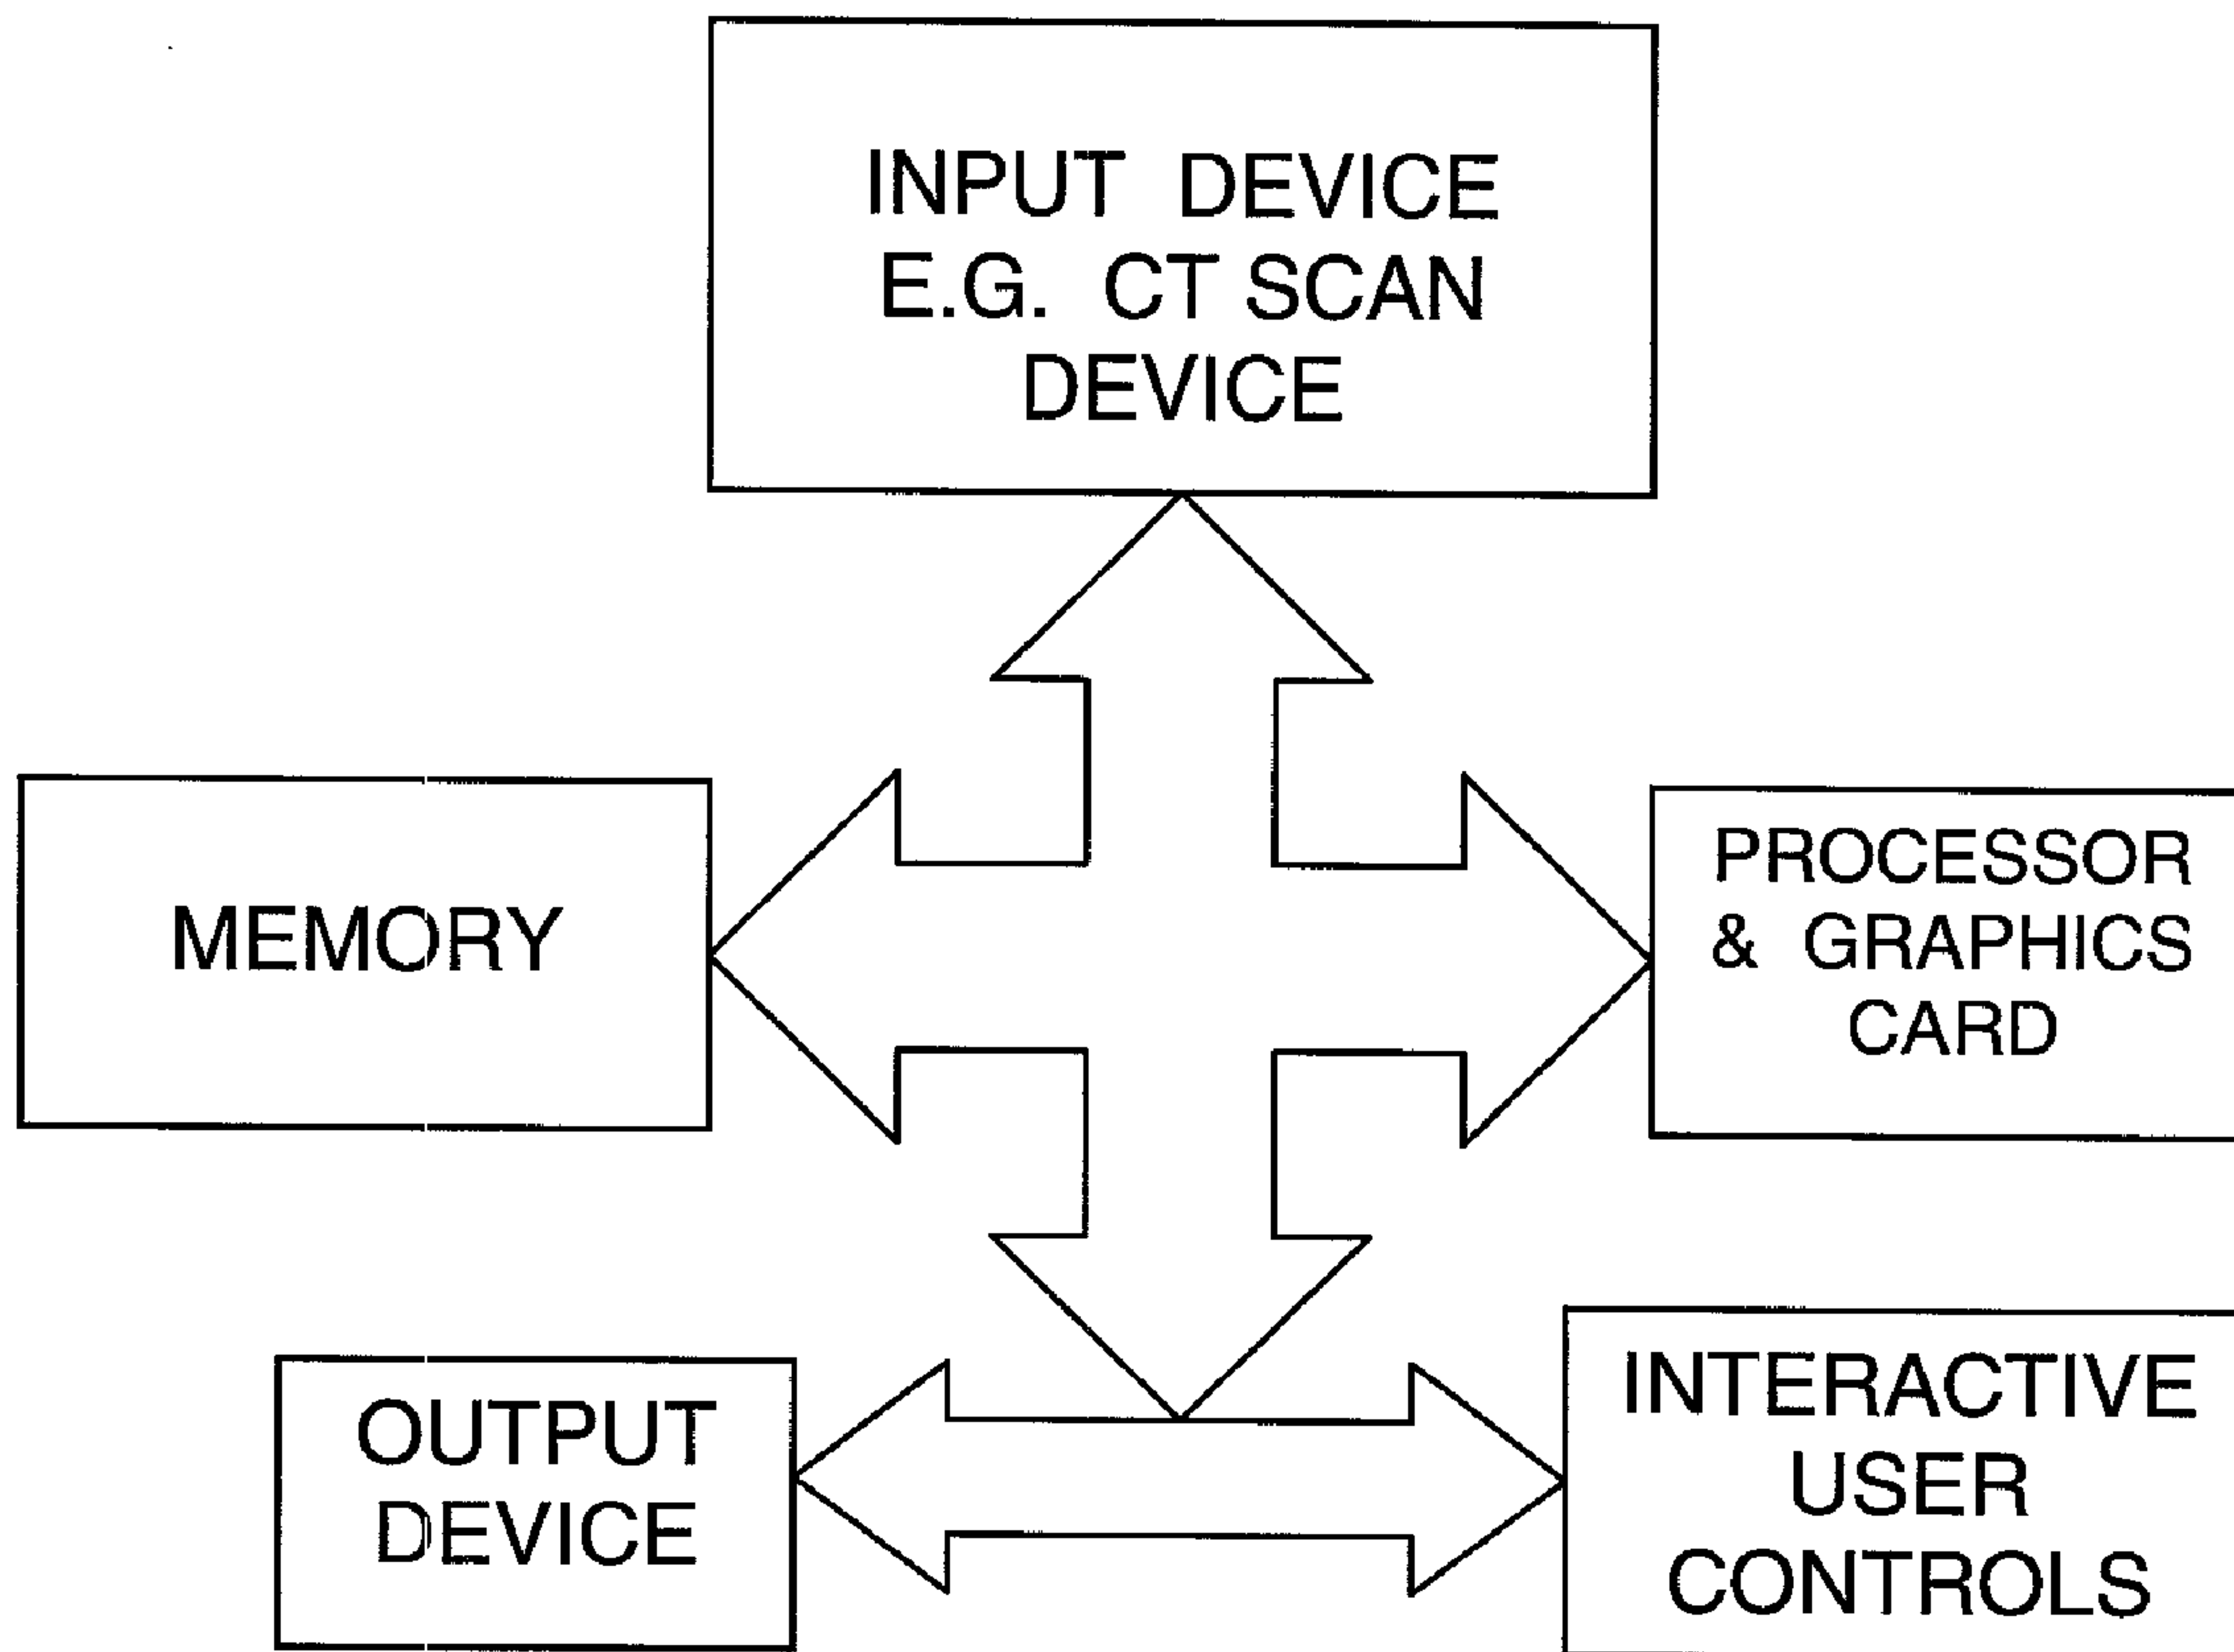 INPUT DEVICE
E.G. CT SCAN
DEVICE
MEMORY
PROCESSOR
& GRAPHICS
CARD
OUTPUT
DEVICE
INTERACTIVE
USER
CONTROLS